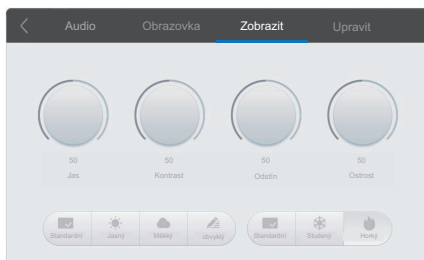 Audio Obrazovka Zobrazit Upravit
50 50 50 50
Jas Kontrast Odstín Ostrost
Standardní Jasný Měkký obvyklý Standardní Studený Horký